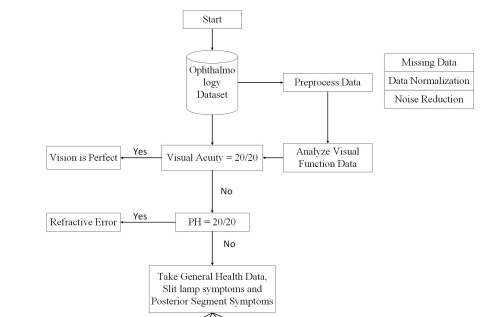 Start
Ophthalmo
logy
Dataset
Preprocess Data
Missing Data
Data Normalization
Noise Reduction
Vision is Perfect
Yes
Visual Acuity = 20/20
Analyze Visual
Function Data
No
Refractive Error
Yes
PH = 20/20
No
Take General Health Data,
Slit lamp symptoms and
Posterior Segment Symptoms